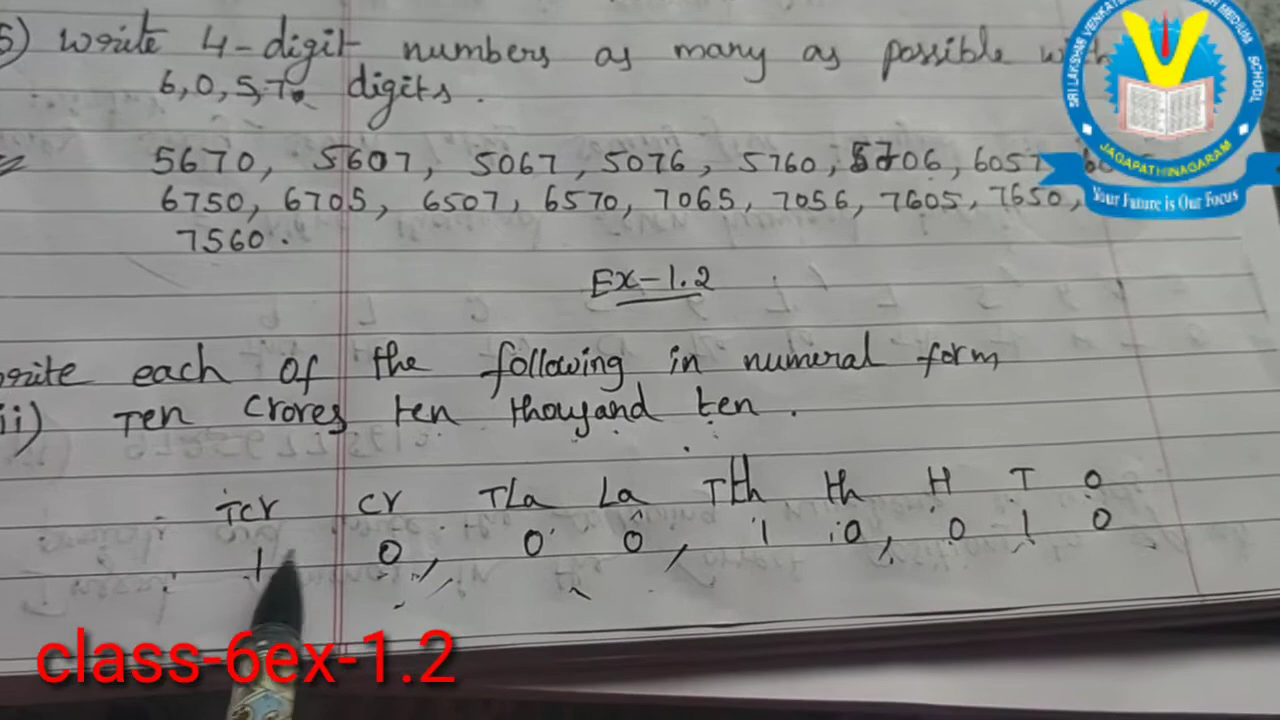 5) Write 4-digit numbers as many as possible
6,0,5,7. digits.
5670, 5607, 5067, 5076, 5760, 5706, 6057
6750, 6705, 6507, 6570, 7065, 7056, 7605, 7650,
7560.
Ex-1.2
each of the following in numeral form,
ii) Ten Crores ten thousand ten.
TCr Cr TLa La Tth th H T O
1 0, 0 0, 1 0, 0 1 0
class-6ex-1.2
SCHOOL
JAGAPATHINAGARAM
Your Future is Our Focus